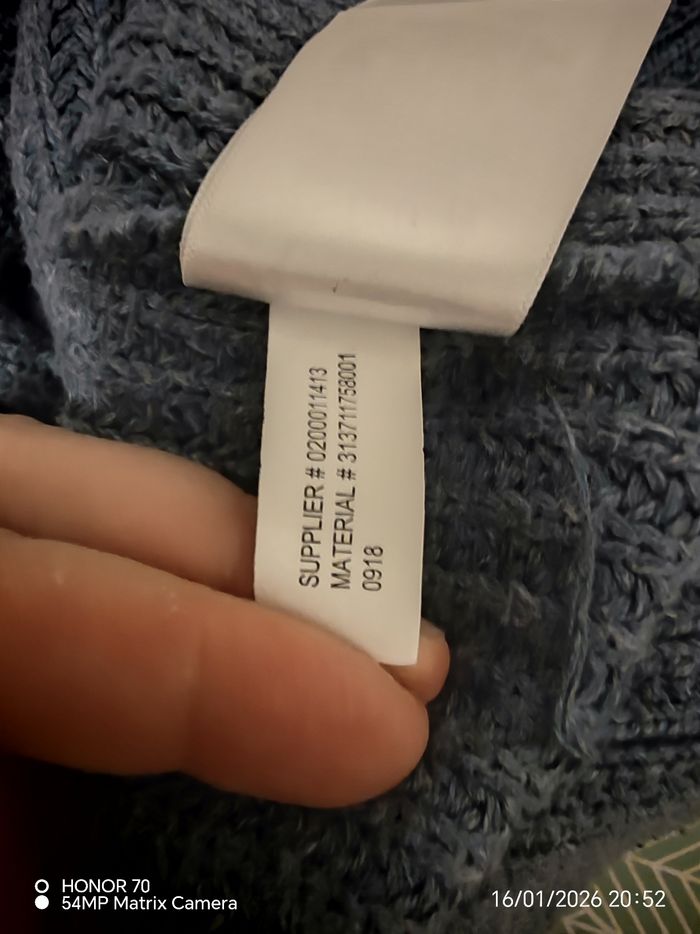 SUPPLIER # 0200011413
MATERIAL # 313711758001
0918
HONOR 70
54MP Matrix Camera
16/01/2026 20:52